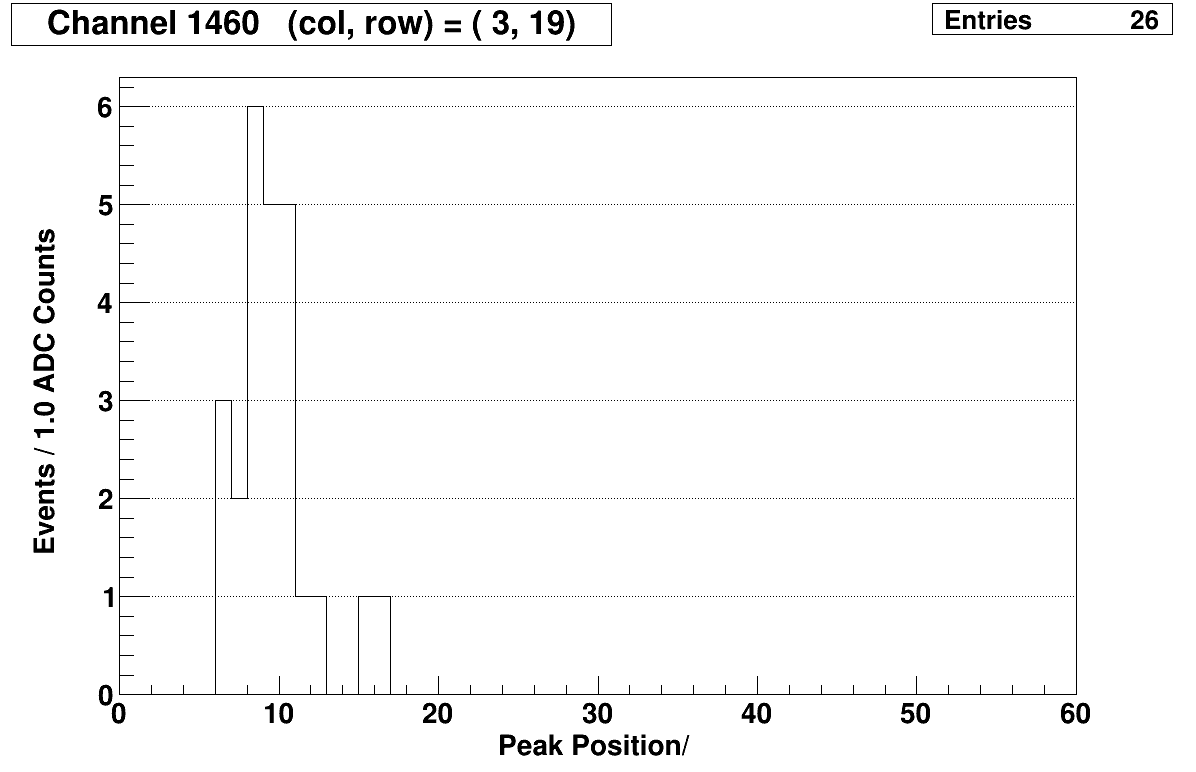 Channel 1460 (col, row) = ( 3, 19)
Entries 26
6
5
4
3
2
1
0
Events / 1.0 ADC Counts
0 10 20 30 40 50 60
Peak Position/